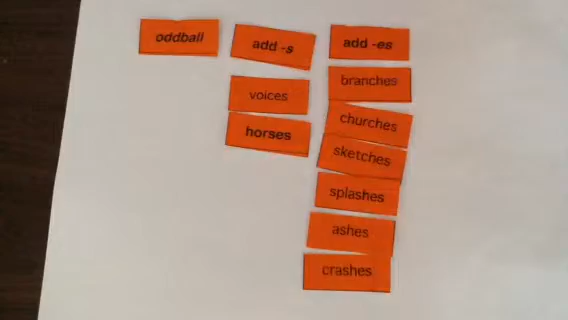 oddball
add -s
add -es
voices
horses
branches
churches
sketches
splashes
ashes
crashes